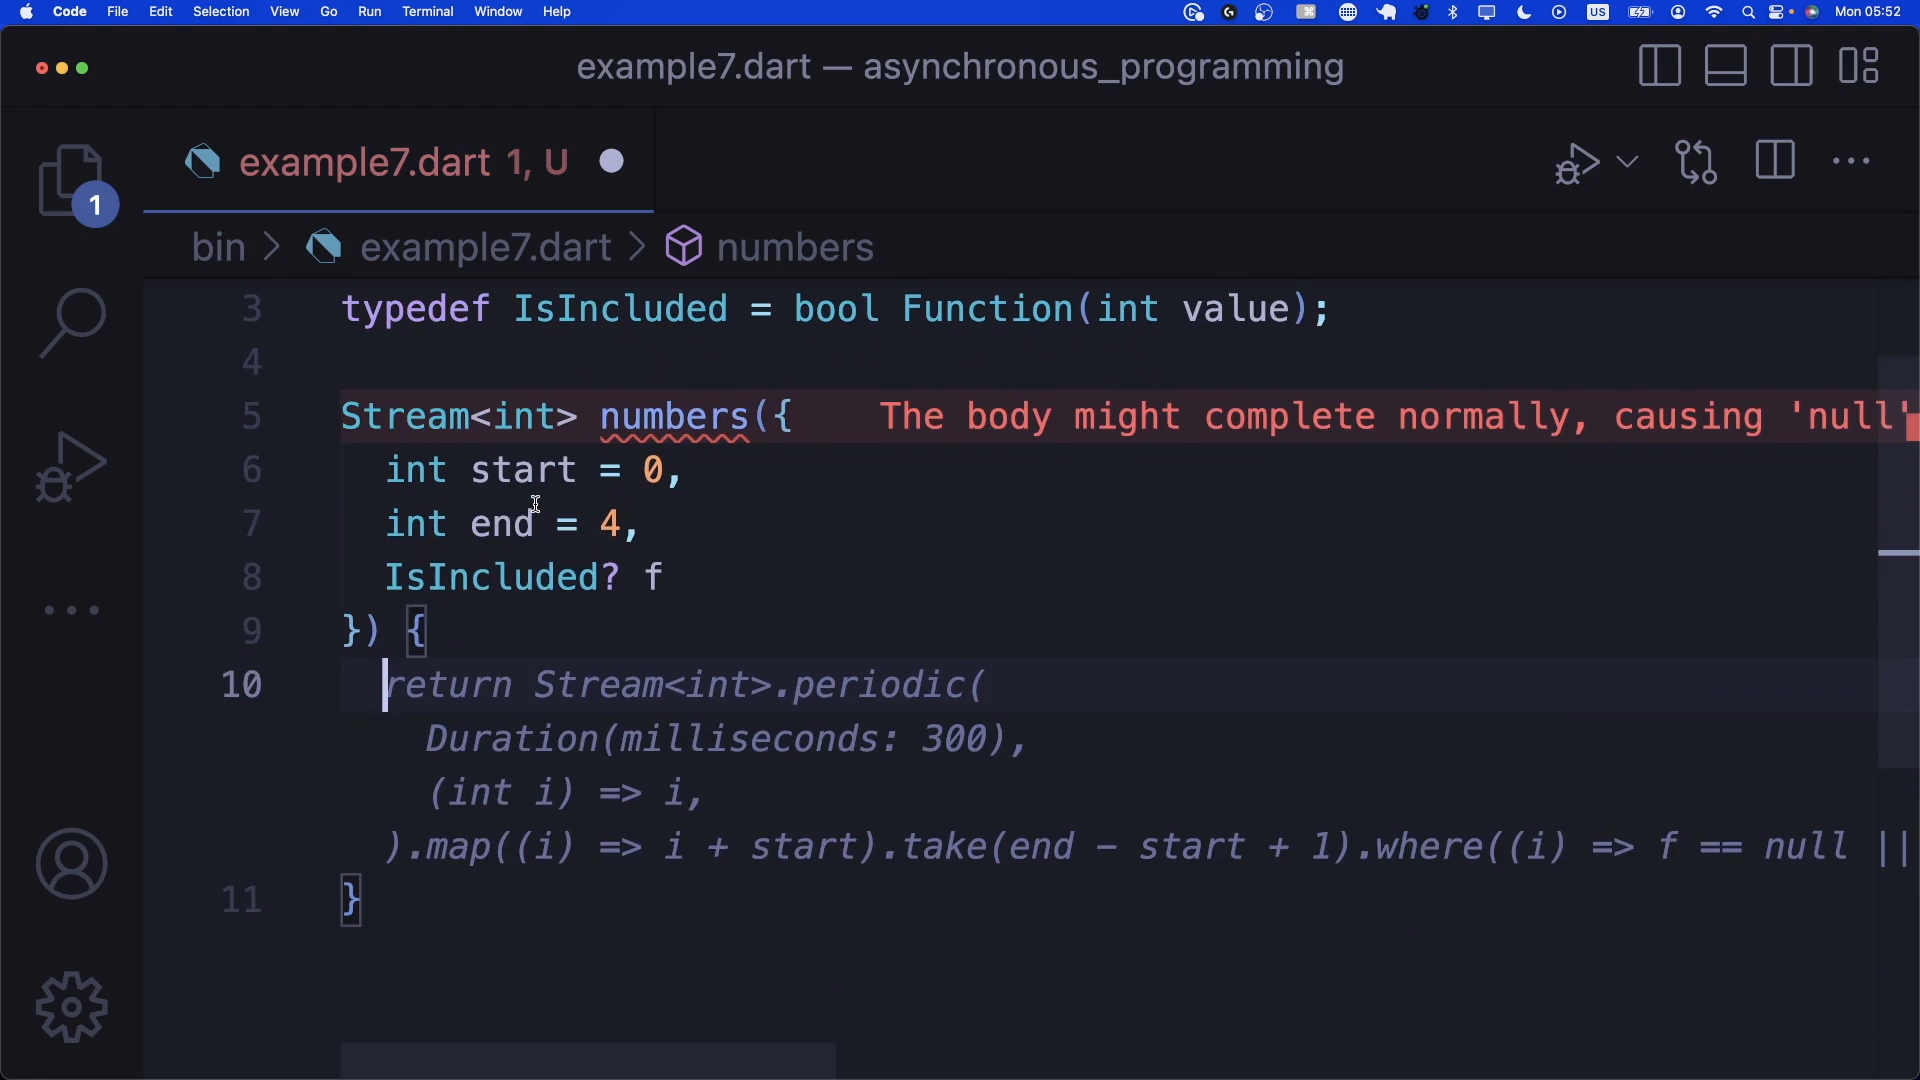 Code File Edit Selection View Go Run Terminal Window Help US Mon 05:52
example7.dart — asynchronous_programming
example7.dart 1, U
1
bin > example7.dart > numbers
3 typedef IsIncluded = bool Function(int value);
4
5 Stream<int> numbers({ The body might complete normally, causing 'null'
6 int start = 0,
7 int end = 4,
8 IsIncluded? f
9 }) {
10 return Stream<int>.periodic(
Duration(milliseconds: 300),
(int i) => i,
).map((i) => i + start).take(end - start + 1).where((i) => f == null ||
11 }